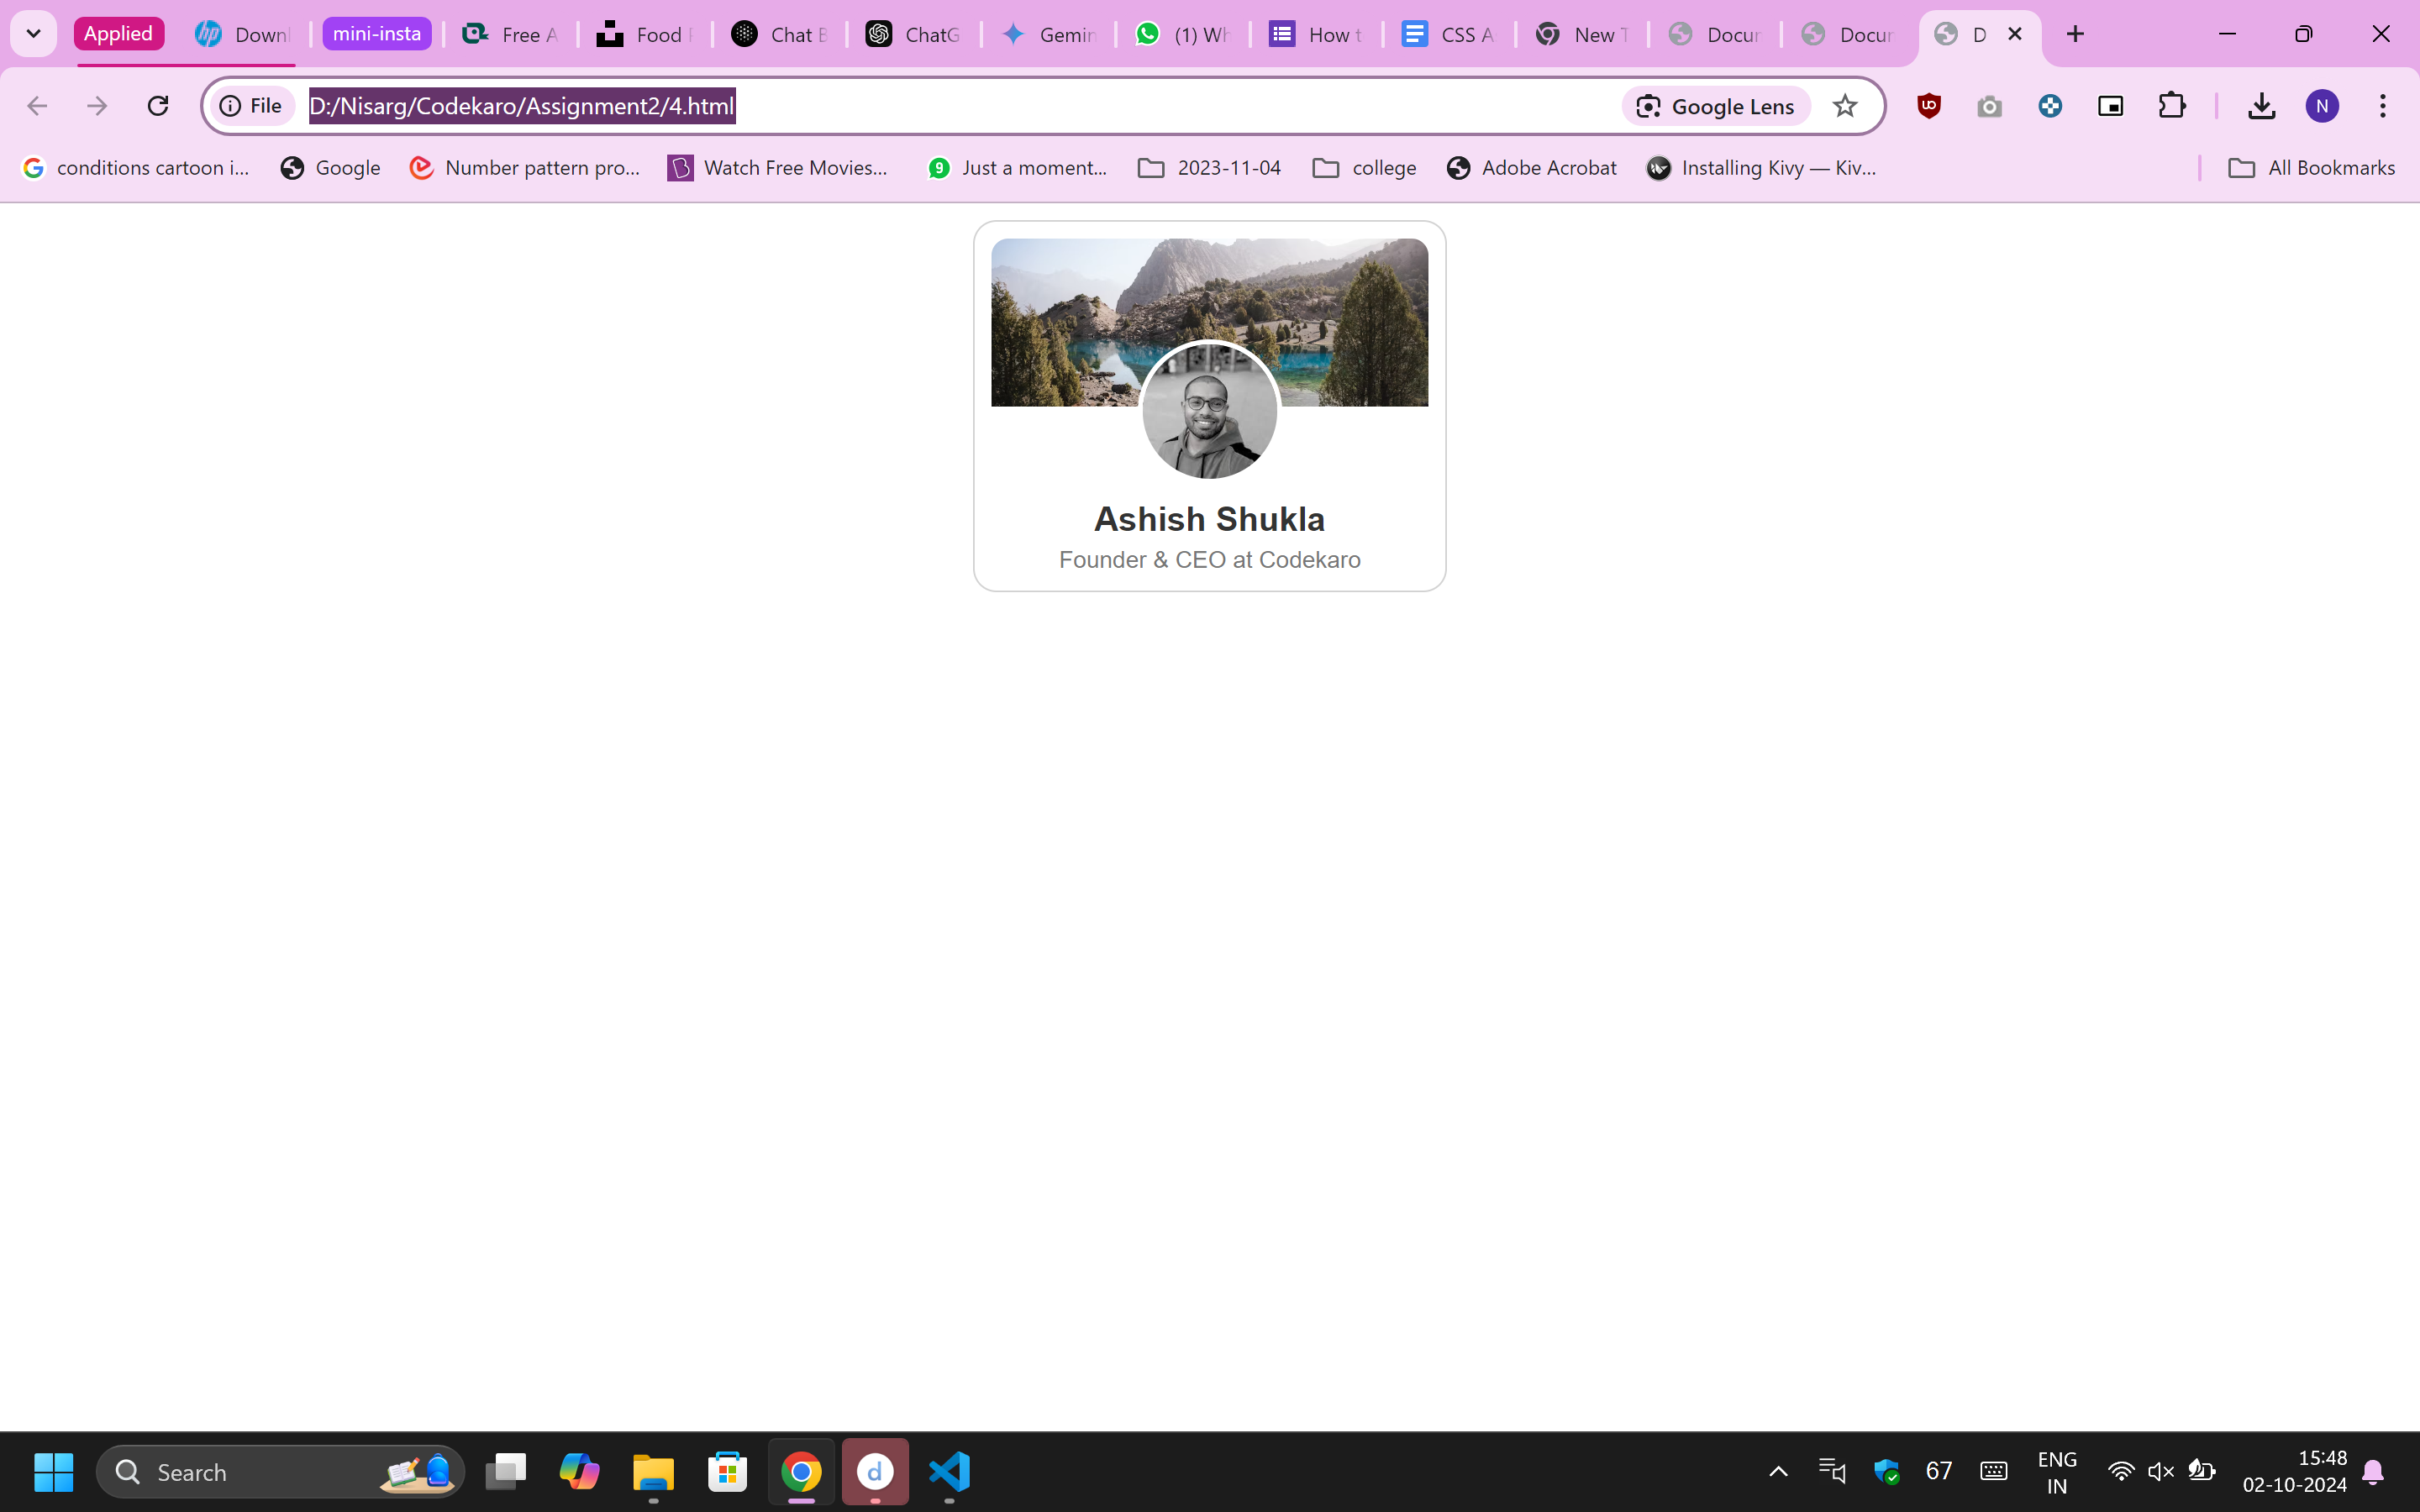 Applied Downl mini-insta Free A Food Chat B ChatG Gemin (1) Wh How t CSS A New T Docur Docur D
File D:/Nisarg/Codekaro/Assignment2/4.html Google Lens N
conditions cartoon i... Google Number pattern pro... Watch Free Movies... Just a moment... 2023-11-04 college Adobe Acrobat Installing Kivy — Kiv... All Bookmarks
Ashish Shukla
Founder & CEO at Codekaro
Search 67 ENG 15:48
IN 02-10-2024